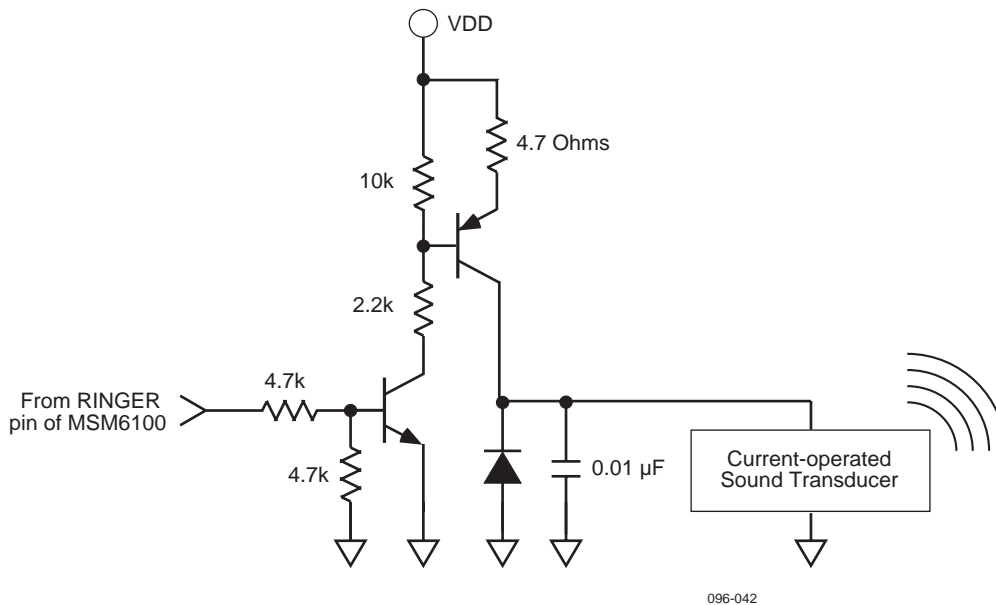 VDD
4.7 Ohms
10k
2.2k
4.7k
From RINGER
pin of MSM6100
4.7k
0.01 µF
Current-operated
Sound Transducer
096-042